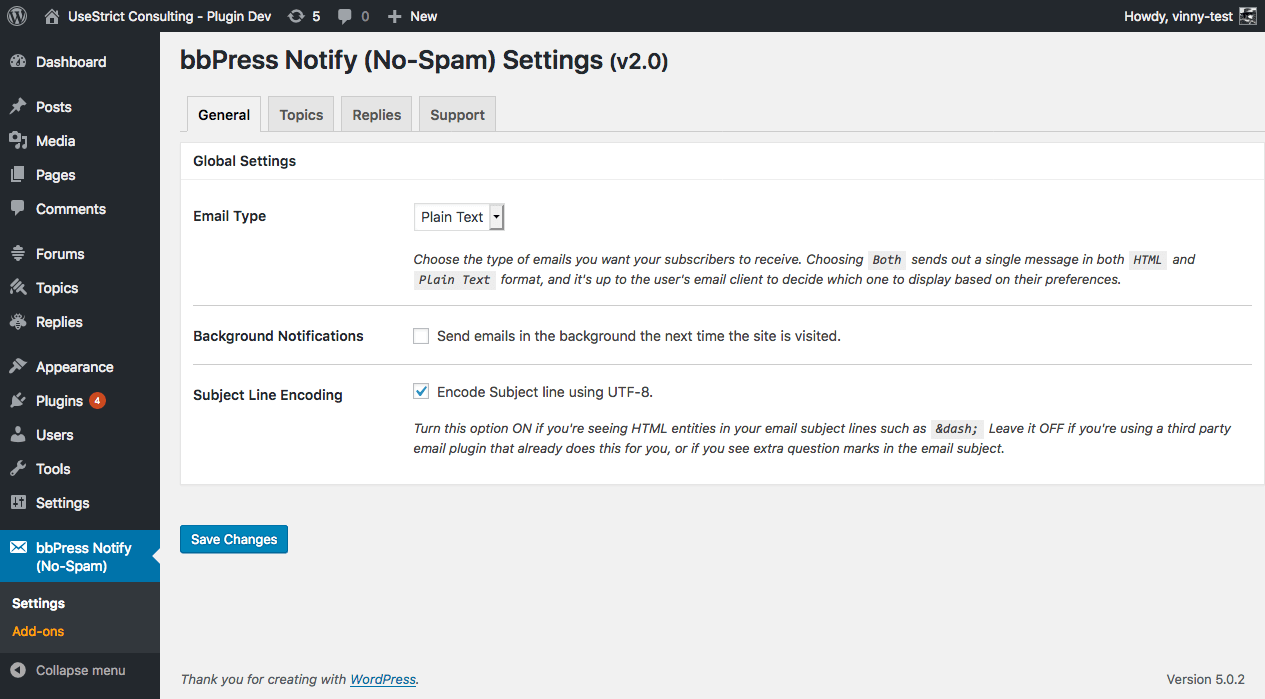 UseStrict Consulting - Plugin Dev 5 0 New Howdy, vinny-test
Dashboard
Posts
Media
Pages
Comments
Forums
Topics
Replies
Appearance
Plugins 4
Users
Tools
Settings
bbPress Notify
(No-Spam)
Settings
Add-ons
Collapse menu
bbPress Notify (No-Spam) Settings (v2.0)
General Topics Replies Support
Global Settings
Email Type Plain Text
Choose the type of emails you want your subscribers to receive. Choosing Both sends out a single message in both HTML and
Plain Text format, and it's up to the user's email client to decide which one to display based on their preferences.
Background Notifications Send emails in the background the next time the site is visited.
Subject Line Encoding Encode Subject line using UTF-8.
Turn this option ON if you're seeing HTML entities in your email subject lines such as &dash; Leave it OFF if you're using a third party
email plugin that already does this for you, or if you see extra question marks in the email subject.
Save Changes
Thank you for creating with WordPress. Version 5.0.2